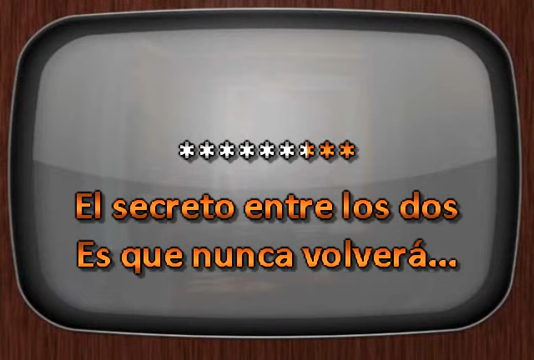 **********
El secreto entre los dos
Es que nunca volverá...